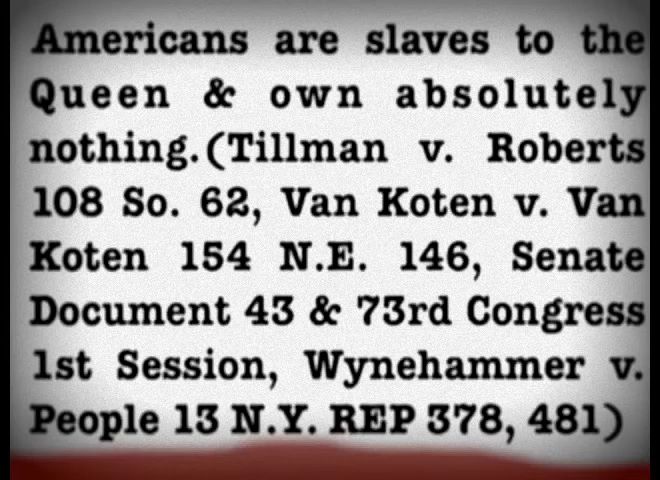 Americans are slaves to the
Queen & own absolutely
nothing.(Tillman v. Roberts
108 So. 62, Van Koten v. Van
Koten 154 N.E. 146, Senate
Document 43 & 73rd Congress
1st Session, Wynehammer v.
People 13 N.Y. REP 378, 481)